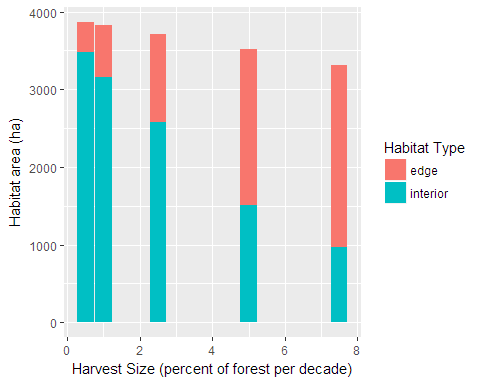 4000
3000
2000
1000
0
Habitat area (ha)
0 2 4 6 8
Harvest Size (percent of forest per decade)
Habitat Type
edge
interior